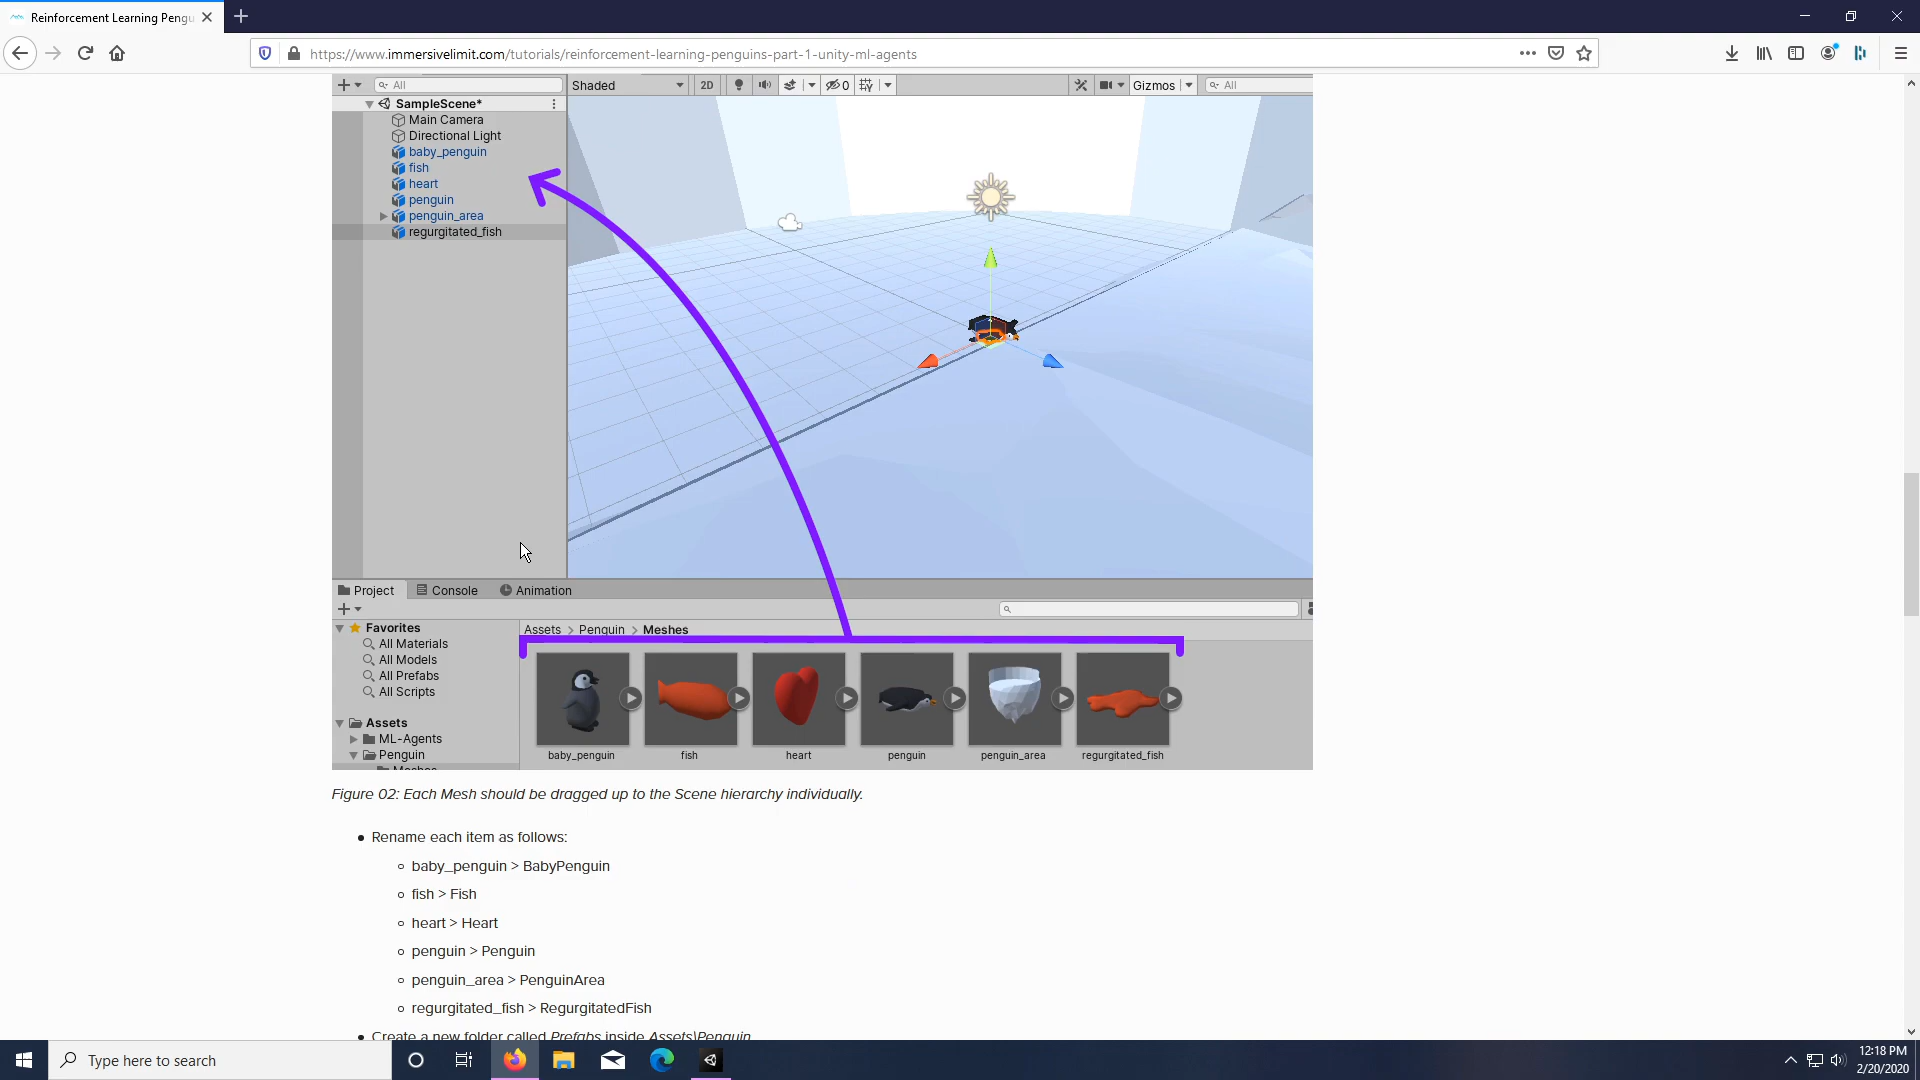 Reinforcement Learning Pengu
https://www.immersivelimit.com/tutorials/reinforcement-learning-penguins-part-1-unity-ml-agents
All
Shaded
2D
0
Gizmos
All
SampleScene*
Main Camera
Directional Light
baby_penguin
fish
heart
penguin
penguin_area
regurgitated_fish
Project
Console
Animation
Favorites
All Materials
All Models
All Prefabs
All Scripts
Assets
ML-Agents
Penguin
Meshes
Assets > Penguin > Meshes
baby_penguin
fish
heart
penguin
penguin_area
regurgitated_fish
Figure 02: Each Mesh should be dragged up to the Scene hierarchy individually.
Rename each item as follows:
baby_penguin > BabyPenguin
fish > Fish
heart > Heart
penguin > Penguin
penguin_area > PenguinArea
regurgitated_fish > RegurgitatedFish
Create a new folder called Prefabs inside Assets\Penguin
Type here to search
12:18 PM
2/20/2020